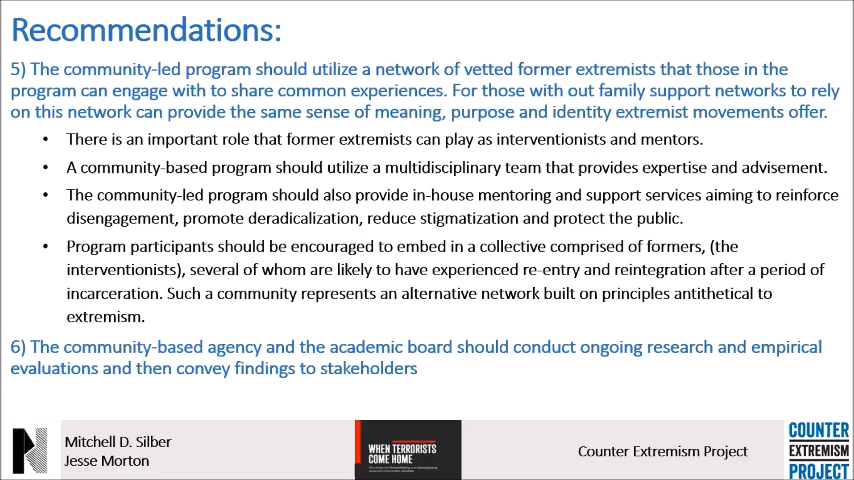 Recommendations:
5) The community-led program should utilize a network of vetted former extremists that those in the
program can engage with to share common experiences. For those with out family support networks to rely
on this network can provide the same sense of meaning, purpose and identity extremist movements offer.
• There is an important role that former extremists can play as interventionists and mentors.
• A community-based program should utilize a multidisciplinary team that provides expertise and advisement.
• The community-led program should also provide in-house mentoring and support services aiming to reinforce
disengagement, promote deradicalization, reduce stigmatization and protect the public.
• Program participants should be encouraged to embed in a collective comprised of formers, (the
interventionists), several of whom are likely to have experienced re-entry and reintegration after a period of
incarceration. Such a community represents an alternative network built on principles antithetical to
extremism.
6) The community-based agency and the academic board should conduct ongoing research and empirical
evaluations and then convey findings to stakeholders
Mitchell D. Silber
Jesse Morton
WHEN TERRORISTS
COME HOME
Counter Extremism Project
COUNTER
EXTREMISM
PROJECT